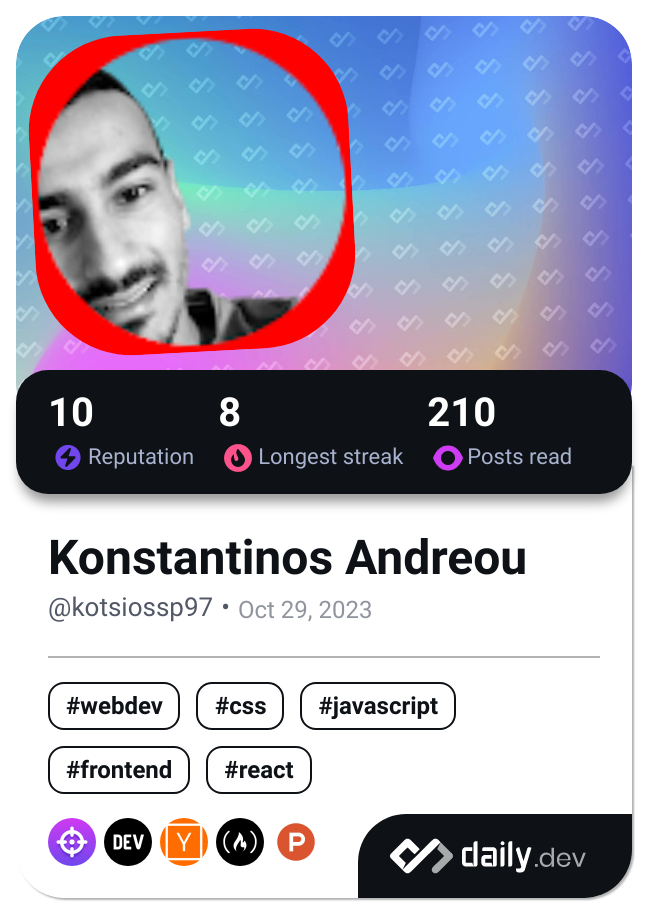 10 8 210
Reputation Longest streak Posts read
Konstantinos Andreou
@kotsiossp97 • Oct 29, 2023
#webdev #css #javascript
#frontend #react
DEV Y P
daily.dev